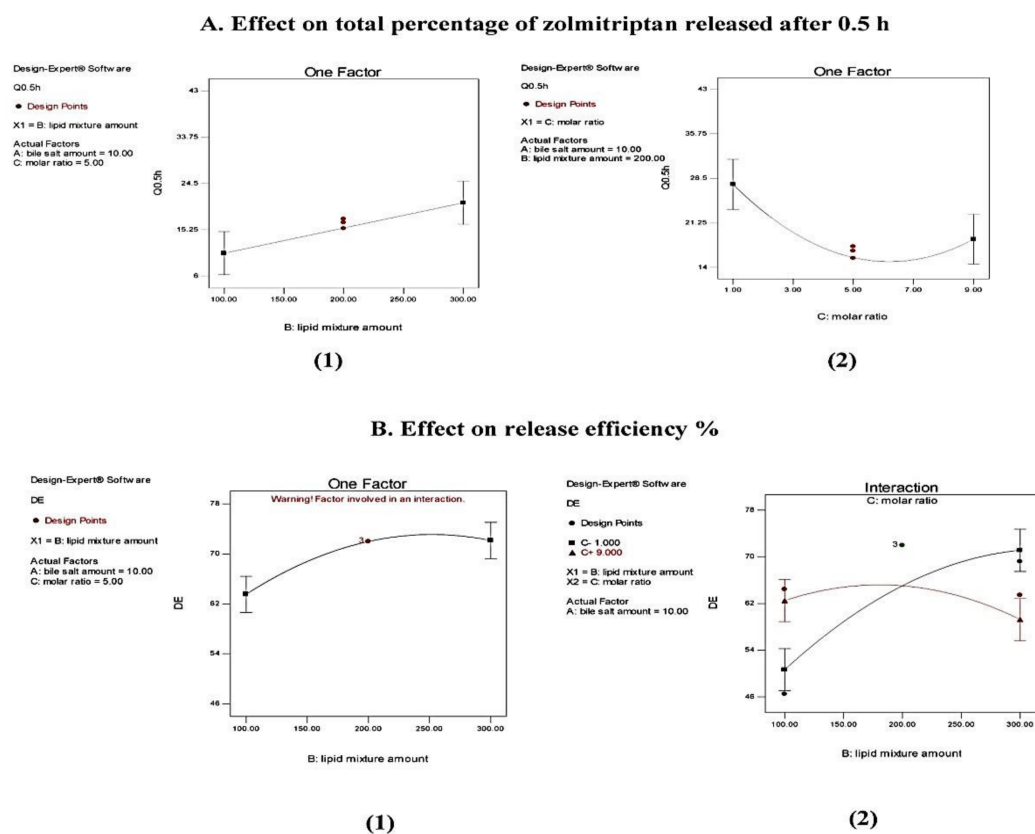 A. Effect on total percentage of zolmitriptan released after 0.5 h
Design-Expert® Software
Q0.5h
Design Points
X1 = B: lipid mixture amount
Actual Factors
A: bile salt amount = 10.00
C: molar ratio = 5.00
One Factor
43
33.75
24.5
15.25
6
Q0.5h
100.00 150.00 200.00 250.00 300.00
B: lipid mixture amount
(1)
Design-Expert® Software
Q0.5h
Design Points
X1 = C: molar ratio
Actual Factors
A: bile salt amount = 10.00
B: lipid mixture amount = 200.00
One Factor
43
35.75
28.5
21.25
14
Q0.5h
1.00 3.00 5.00 7.00 9.00
C: molar ratio
(2)
B. Effect on release efficiency %
Design-Expert® Software
DE
Design Points
X1 = B: lipid mixture amount
Actual Factors
A: bile salt amount = 10.00
C: molar ratio = 5.00
One Factor
Warning! Factor involved in an interaction.
78
70
62
54
46
DE
3
100.00 150.00 200.00 250.00 300.00
B: lipid mixture amount
(1)
Design-Expert® Software
DE
Design Points
C- 1.000
C+ 9.000
X1 = B: lipid mixture amount
X2 = C: molar ratio
Actual Factor
A: bile salt amount = 10.00
Interaction
C: molar ratio
78
70
62
54
46
DE
3
100.00 150.00 200.00 250.00 300.00
B: lipid mixture amount
(2)